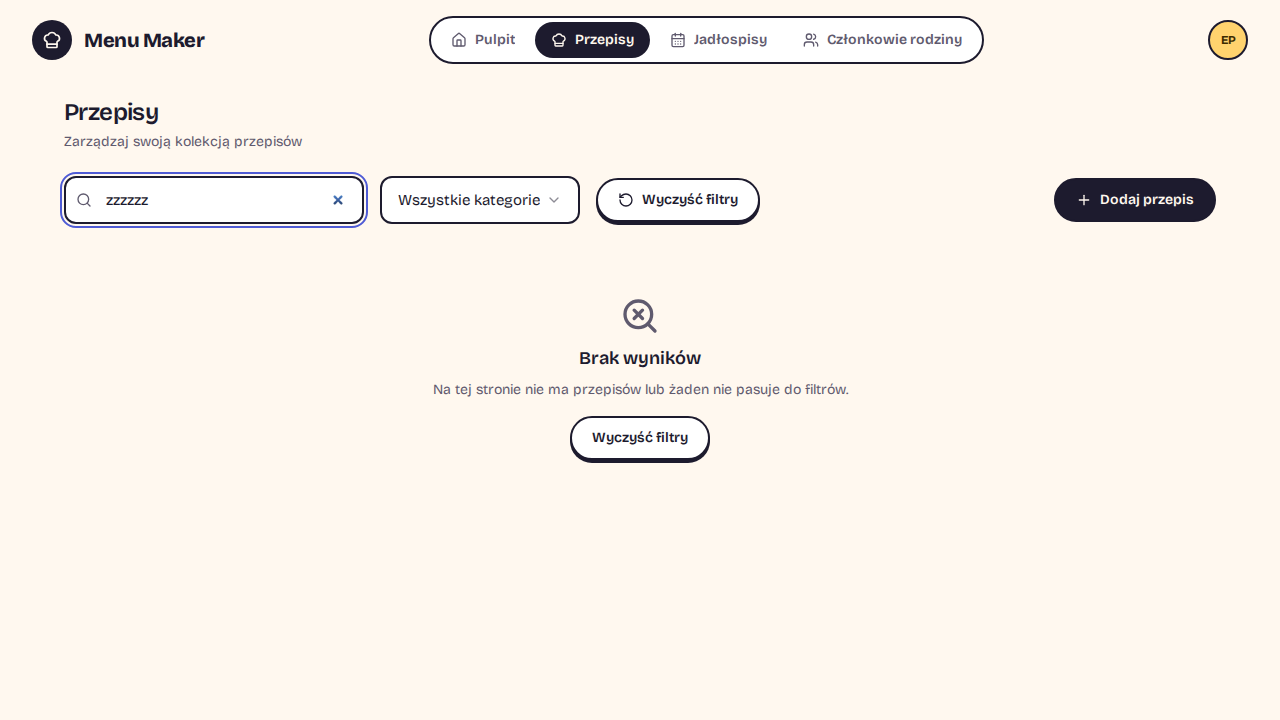 Menu Maker
Pulpit
Przepisy
Jadłospisy
Członkowie rodziny
EP
Przepisy
Zarządzaj swoją kolekcją przepisów
zzzzzz
Wszystkie kategorie
Wyczyść filtry
Dodaj przepis
Brak wyników
Na tej stronie nie ma przepisów lub żaden nie pasuje do filtrów.
Wyczyść filtry